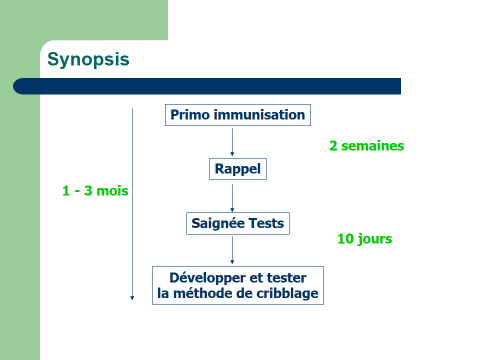 Synopsis
Primo immunisation
2 semaines
Rappel
1 - 3 mois
Saignée Tests
10 jours
Développer et tester
la méthode de cribblage